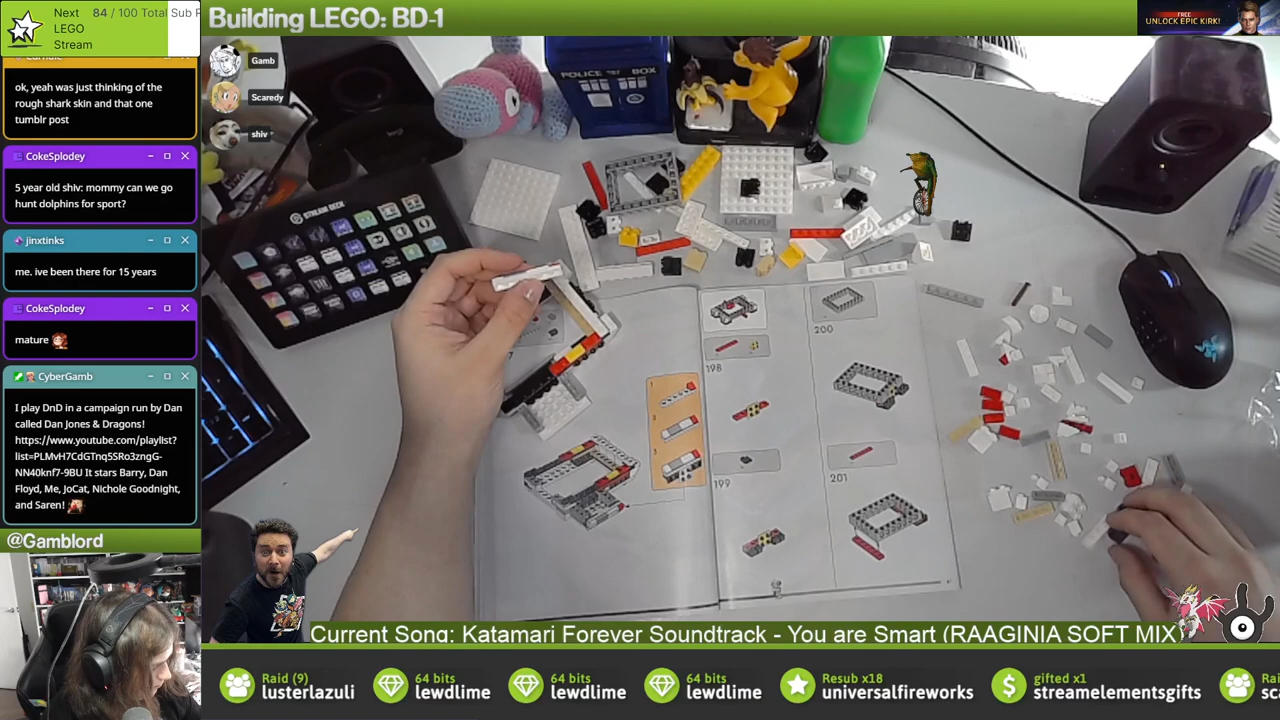 Next
LEGO
Stream
84 / 100 Total Sub
Building LEGO: BD-1
FREE
UNLOCK EPIC KIRK!
ok, yeah was just thinking of the
rough shark skin and that one
tumblr post
CokeSplodey
5 year old shiv: mommy can we go
hunt dolphins for sport?
jinxtinks
me. ive been there for 15 years
CokeSplodey
mature
CyberGamb
I play DnD in a campaign run by Dan
called Dan Jones & Dragons!
https://www.youtube.com/playlist?
list=PLMvH7CdGTnq5SRo3zngG-
NN40knf7-9BU It stars Barry, Dan
Floyd, Me, JoCat, Nichole Goodnight,
and Saren!
@Gamblord
Gamb
Scaredy
shiv
POLICE BOX
STREAM DECK
198
199
200
201
1
2
3
Current Song: Katamari Forever Soundtrack - You are Smart (RAAGINIA SOFT MIX)
Raid (9)
lusterlazuli
64 bits
lewdlime
64 bits
lewdlime
64 bits
lewdlime
Resub x18
universalfireworks
gifted x1
streamelementsgifts